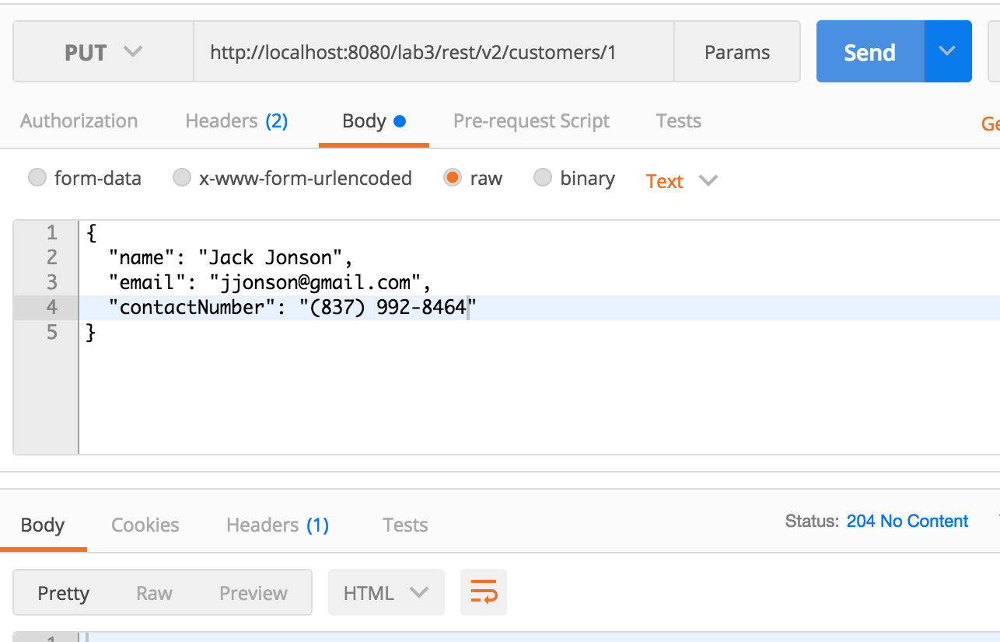 PUT http://localhost:8080/lab3/rest/v2/customers/1 Params Send
Authorization Headers (2) Body Pre-request Script Tests
Ge
form-data x-www-form-urlencoded raw binary Text
1 {
2 "name": "Jack Jonson",
3 "email": "jjonson@gmail.com",
4 "contactNumber": "(837) 992-8464"
5 }
Body Cookies Headers (1) Tests Status: 204 No Content
Pretty Raw Preview HTML
1